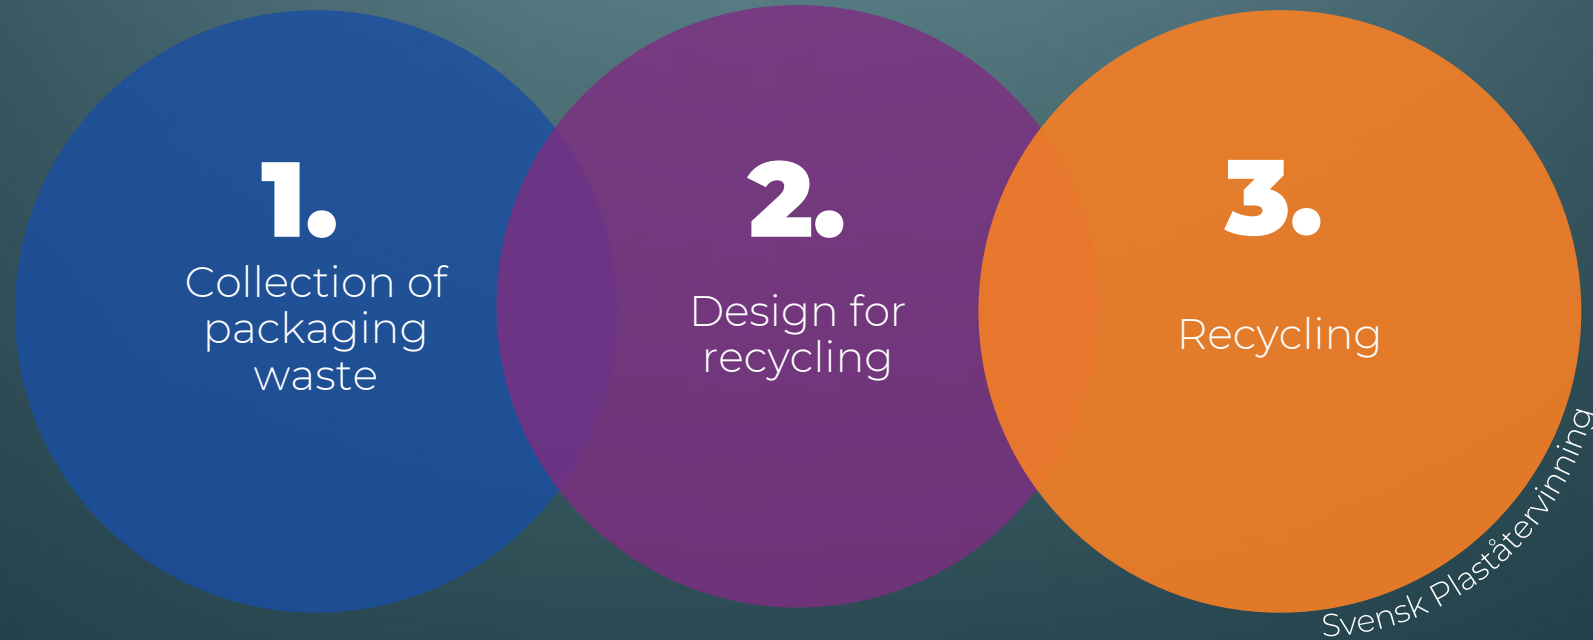 1.
Collection of
packaging
waste
2.
Design for
recycling
3.
Recycling
Svensk Plaståtervinning